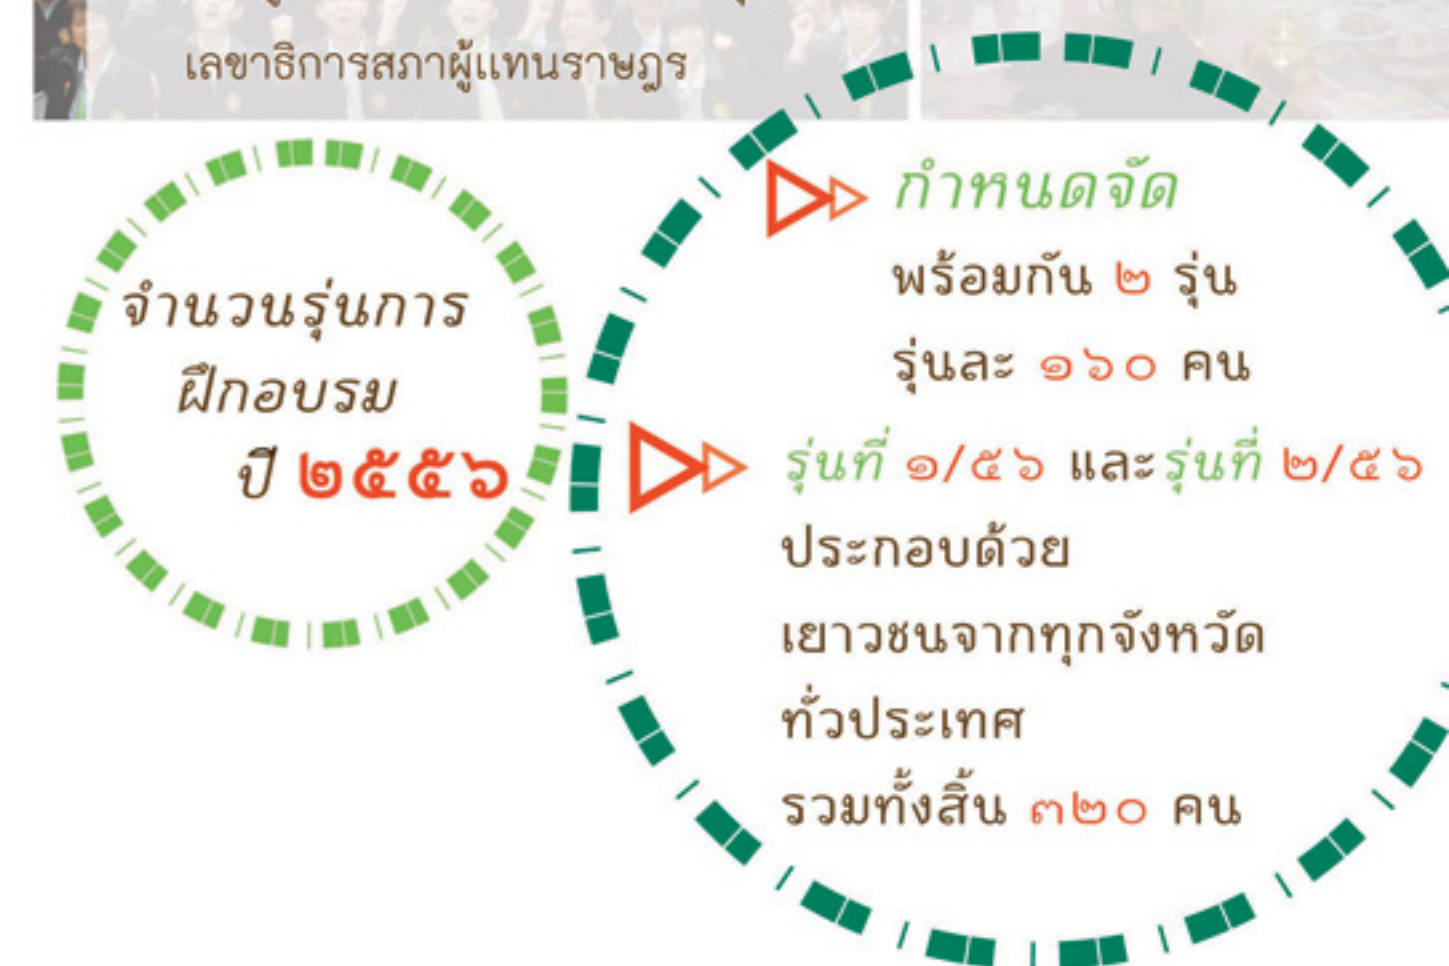 เลขาธิการสภาผู้แทนราษฎร
จำนวนรุ่นการ
ฝึกอบรม
ปี ๒๕๕๖
กำหนดจัด
พร้อมกัน ๒ รุ่น
รุ่นละ ๑๖๐ คน
รุ่นที่ ๑/๕๖ และรุ่นที่ ๒/๕๖
ประกอบด้วย
เยาวชนจากทุกจังหวัด
ทั่วประเทศ
รวมทั้งสิ้น ๓๒๐ คน